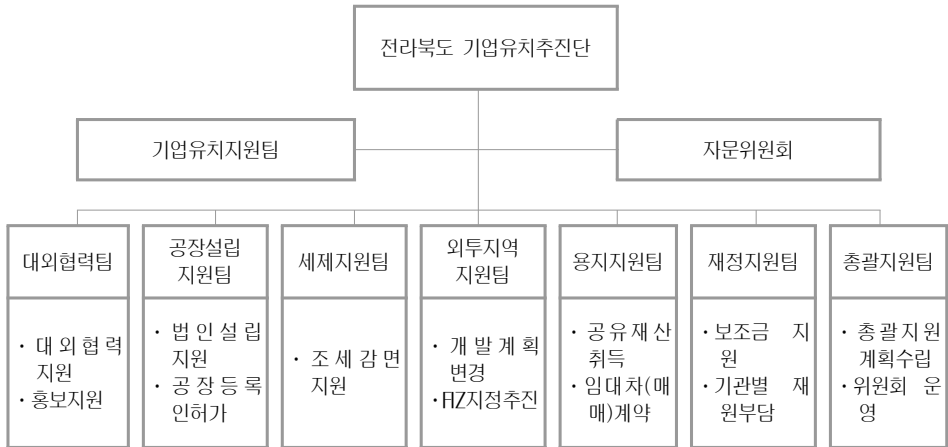 전라북도 기업유치추진단
기업유치지원팀
자문위원회
대외협력팀
· 대외협력
지원
· 홍보지원
공장설립
지원팀
· 법인설립
지원
· 공장등록
인허가
세제지원팀
· 조세감면
지원
외투지역
지원팀
· 개발계획
변경
· FIZ지정추진
용지지원팀
· 공유재산
취득
· 임대차(매
매)계약
재정지원팀
· 보조금 지
원
· 기관별 재
원부담
총괄지원팀
· 총괄지원
계획수립
· 위원회 운
영